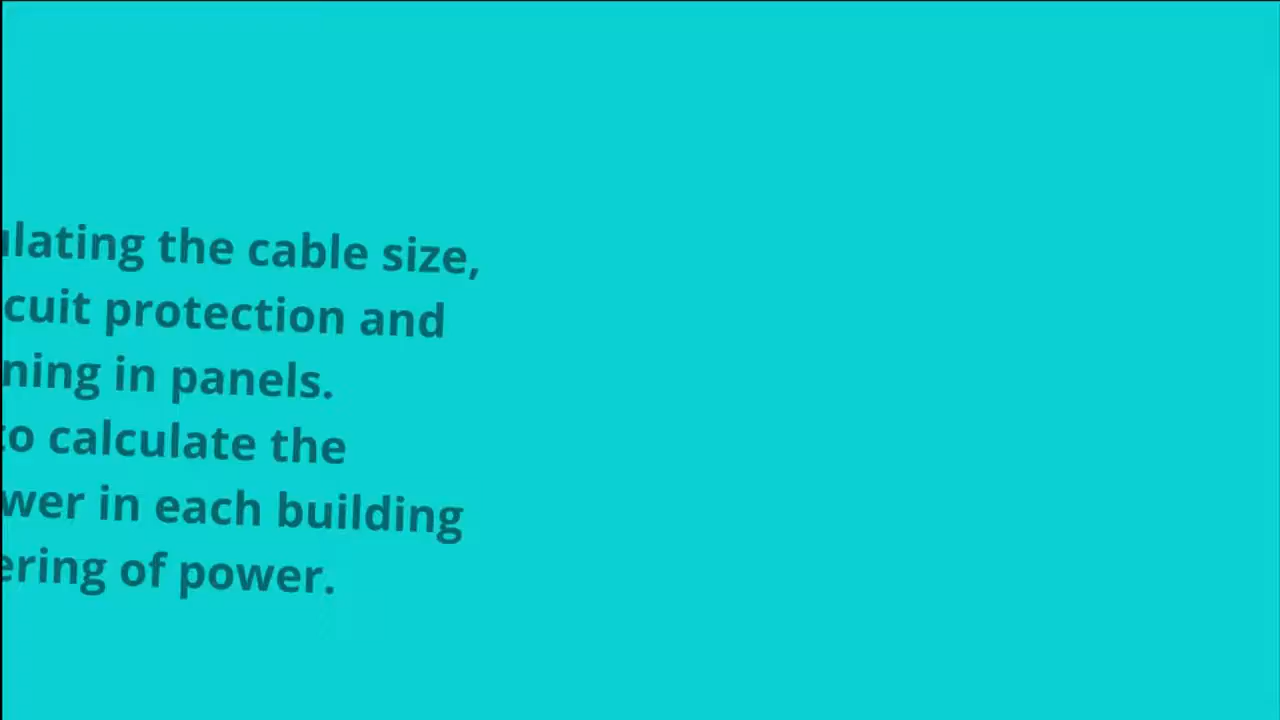 lating the cable size,
cuit protection and
ning in panels.
to calculate the
wer in each building
ering of power.